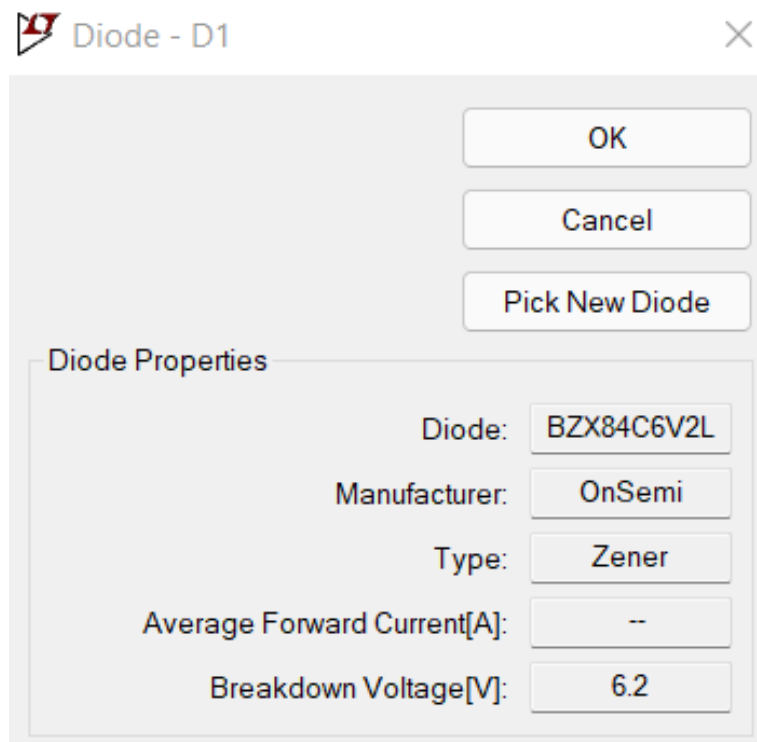 Diode - D1
OK
Cancel
Pick New Diode
Diode Properties
Diode: BZX84C6V2L
Manufacturer: OnSemi
Type: Zener
Average Forward Current[A]: --
Breakdown Voltage[V]: 6.2